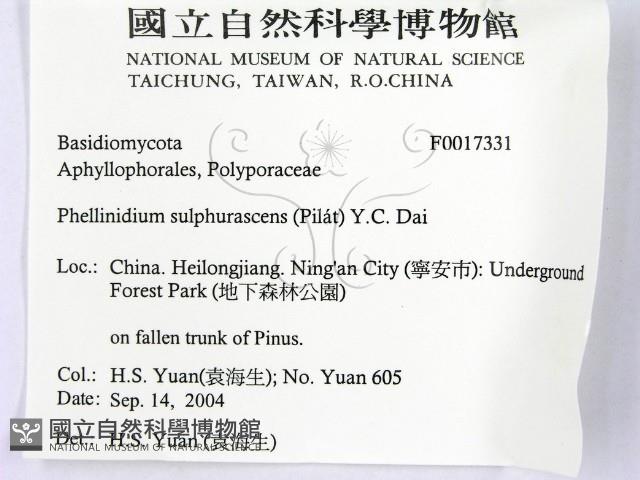 國立自然科學博物館
NATIONAL MUSEUM OF NATURAL SCIENCE
TAICHUNG, TAIWAN, R.O.CHINA
Basidiomycota F0017331
Aphyllophorales, Polyporaceae
Phellinidium sulphurascens (Pilát) Y.C. Dai
Loc.: China. Heilongjiang. Ning'an City (寧安市): Underground
Forest Park (地下森林公園)
on fallen trunk of Pinus.
Col.: H.S. Yuan(袁海生); No. Yuan 605
Date: Sep. 14, 2004
Det.: H.S. Yuan (袁海生)
國立自然科學博物館
NATIONAL MUSEUM OF NATURAL SCIENCE